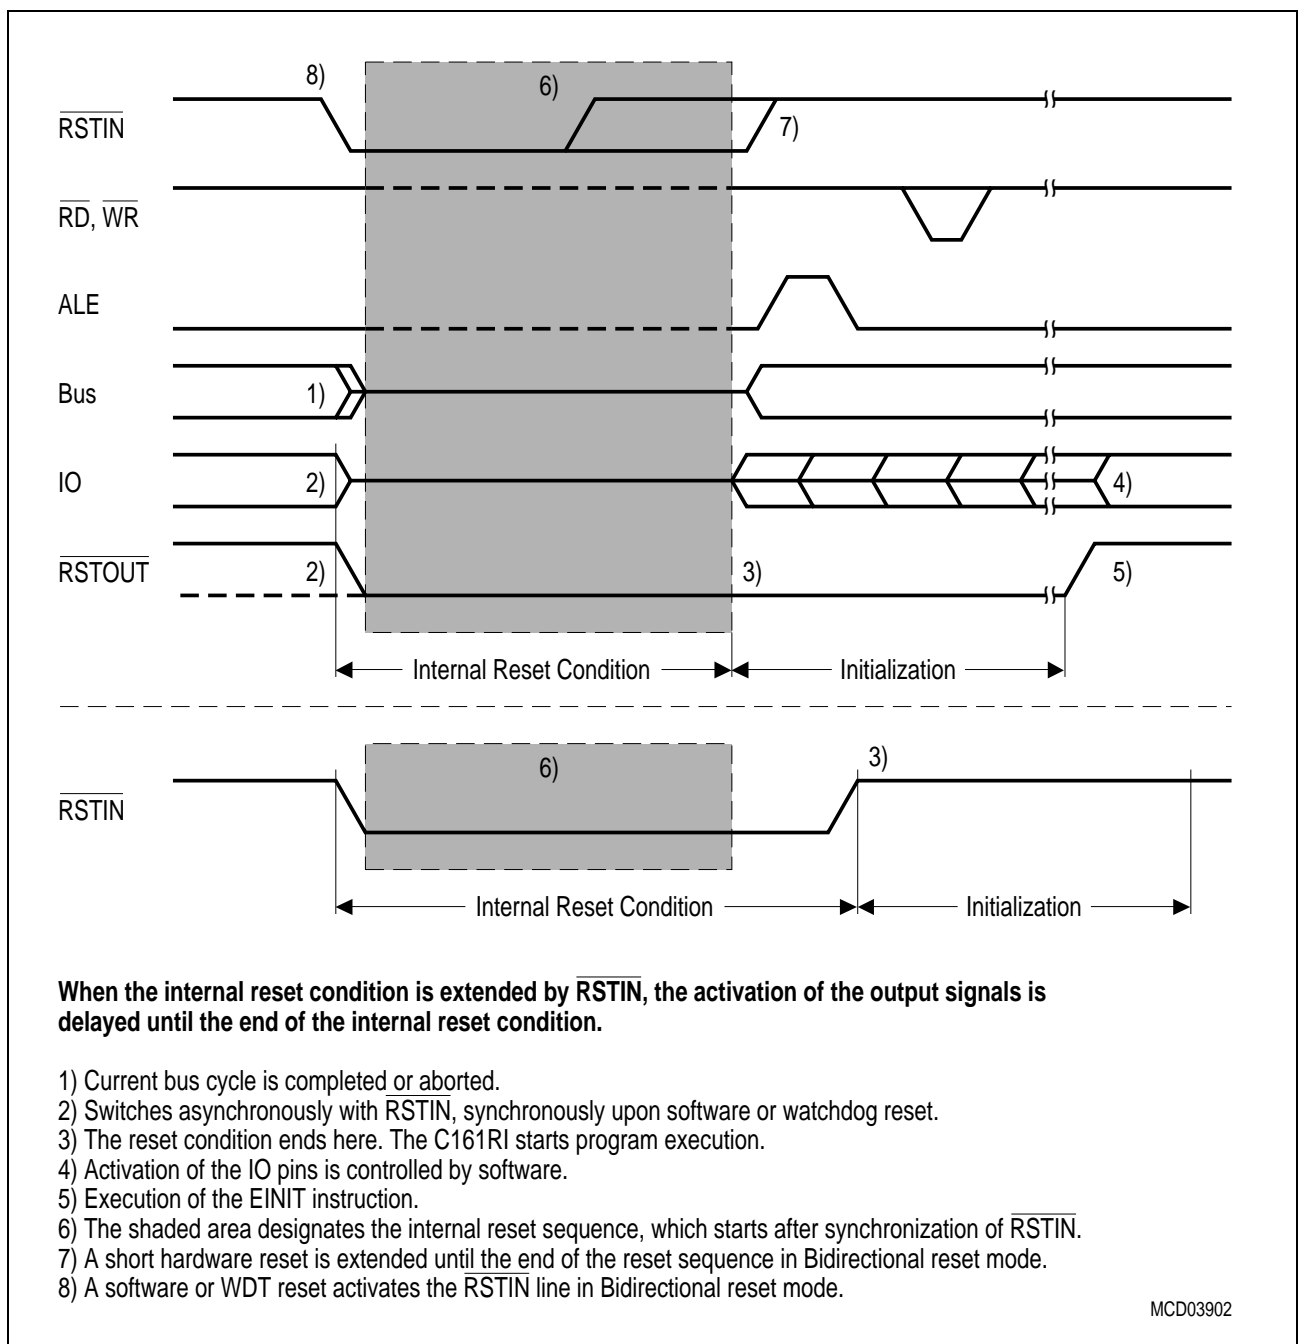 8)
6)
RSTIN
7)
RD, WR
ALE
Bus
1)
IO
2)
4)
RSTOUT
2)
3)
5)
Internal Reset Condition
Initialization
6)
3)
RSTIN
Internal Reset Condition
Initialization
When the internal reset condition is extended by RSTIN, the activation of the output signals is
delayed until the end of the internal reset condition.
1) Current bus cycle is completed or aborted.
2) Switches asynchronously with RSTIN, synchronously upon software or watchdog reset.
3) The reset condition ends here. The C161RI starts program execution.
4) Activation of the IO pins is controlled by software.
5) Execution of the EINIT instruction.
6) The shaded area designates the internal reset sequence, which starts after synchronization of RSTIN.
7) A short hardware reset is extended until the end of the reset sequence in Bidirectional reset mode.
8) A software or WDT reset activates the RSTIN line in Bidirectional reset mode.
MCD03902